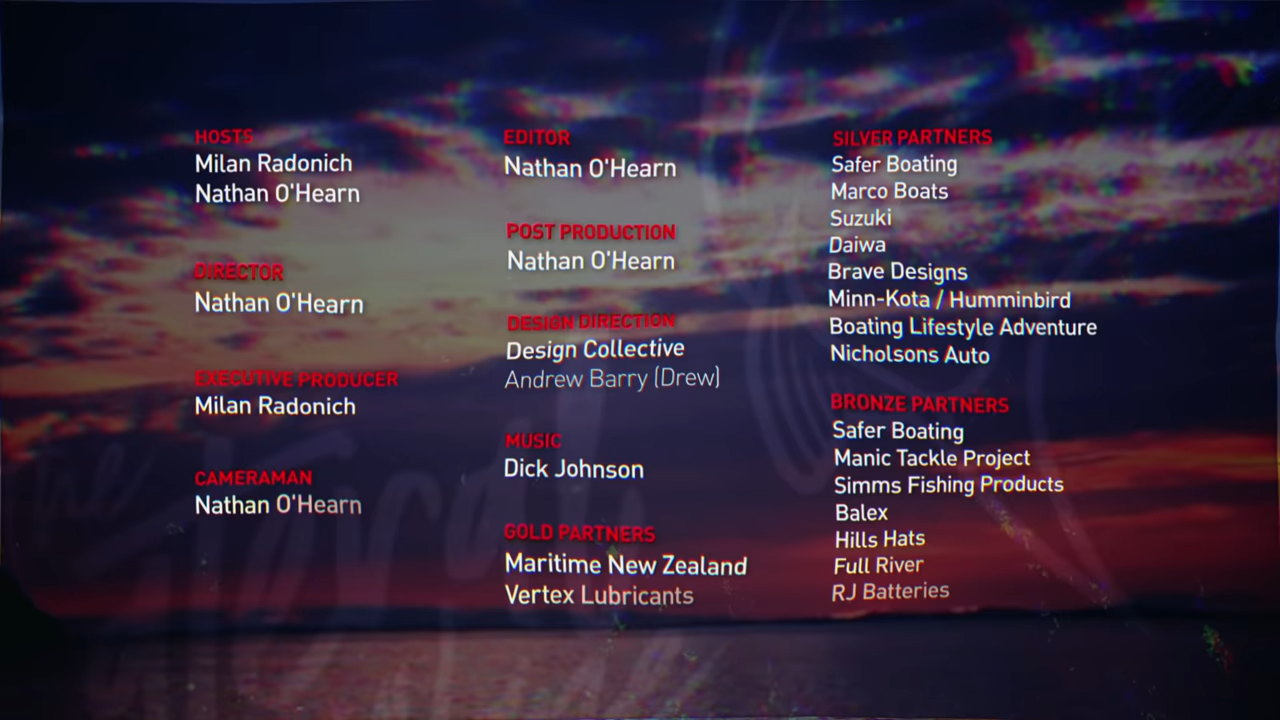 HOSTS
Milan Radonich
Nathan O'Hearn
DIRECTOR
Nathan O'Hearn
EXECUTIVE PRODUCER
Milan Radonich
CAMERAMAN
Nathan O'Hearn
EDITOR
Nathan O'Hearn
POST PRODUCTION
Nathan O'Hearn
DESIGN DIRECTION
Design Collective
Andrew Barry (Drew)
MUSIC
Dick Johnson
GOLD PARTNERS
Maritime New Zealand
Vertex Lubricants
SILVER PARTNERS
Safer Boating
Marco Boats
Suzuki
Daiwa
Brave Designs
Minn-Kota / Humminbird
Boating Lifestyle Adventure
Nicholsons Auto
BRONZE PARTNERS
Safer Boating
Manic Tackle Project
Simms Fishing Products
Balex
Hills Hats
Full River
RJ Batteries
the